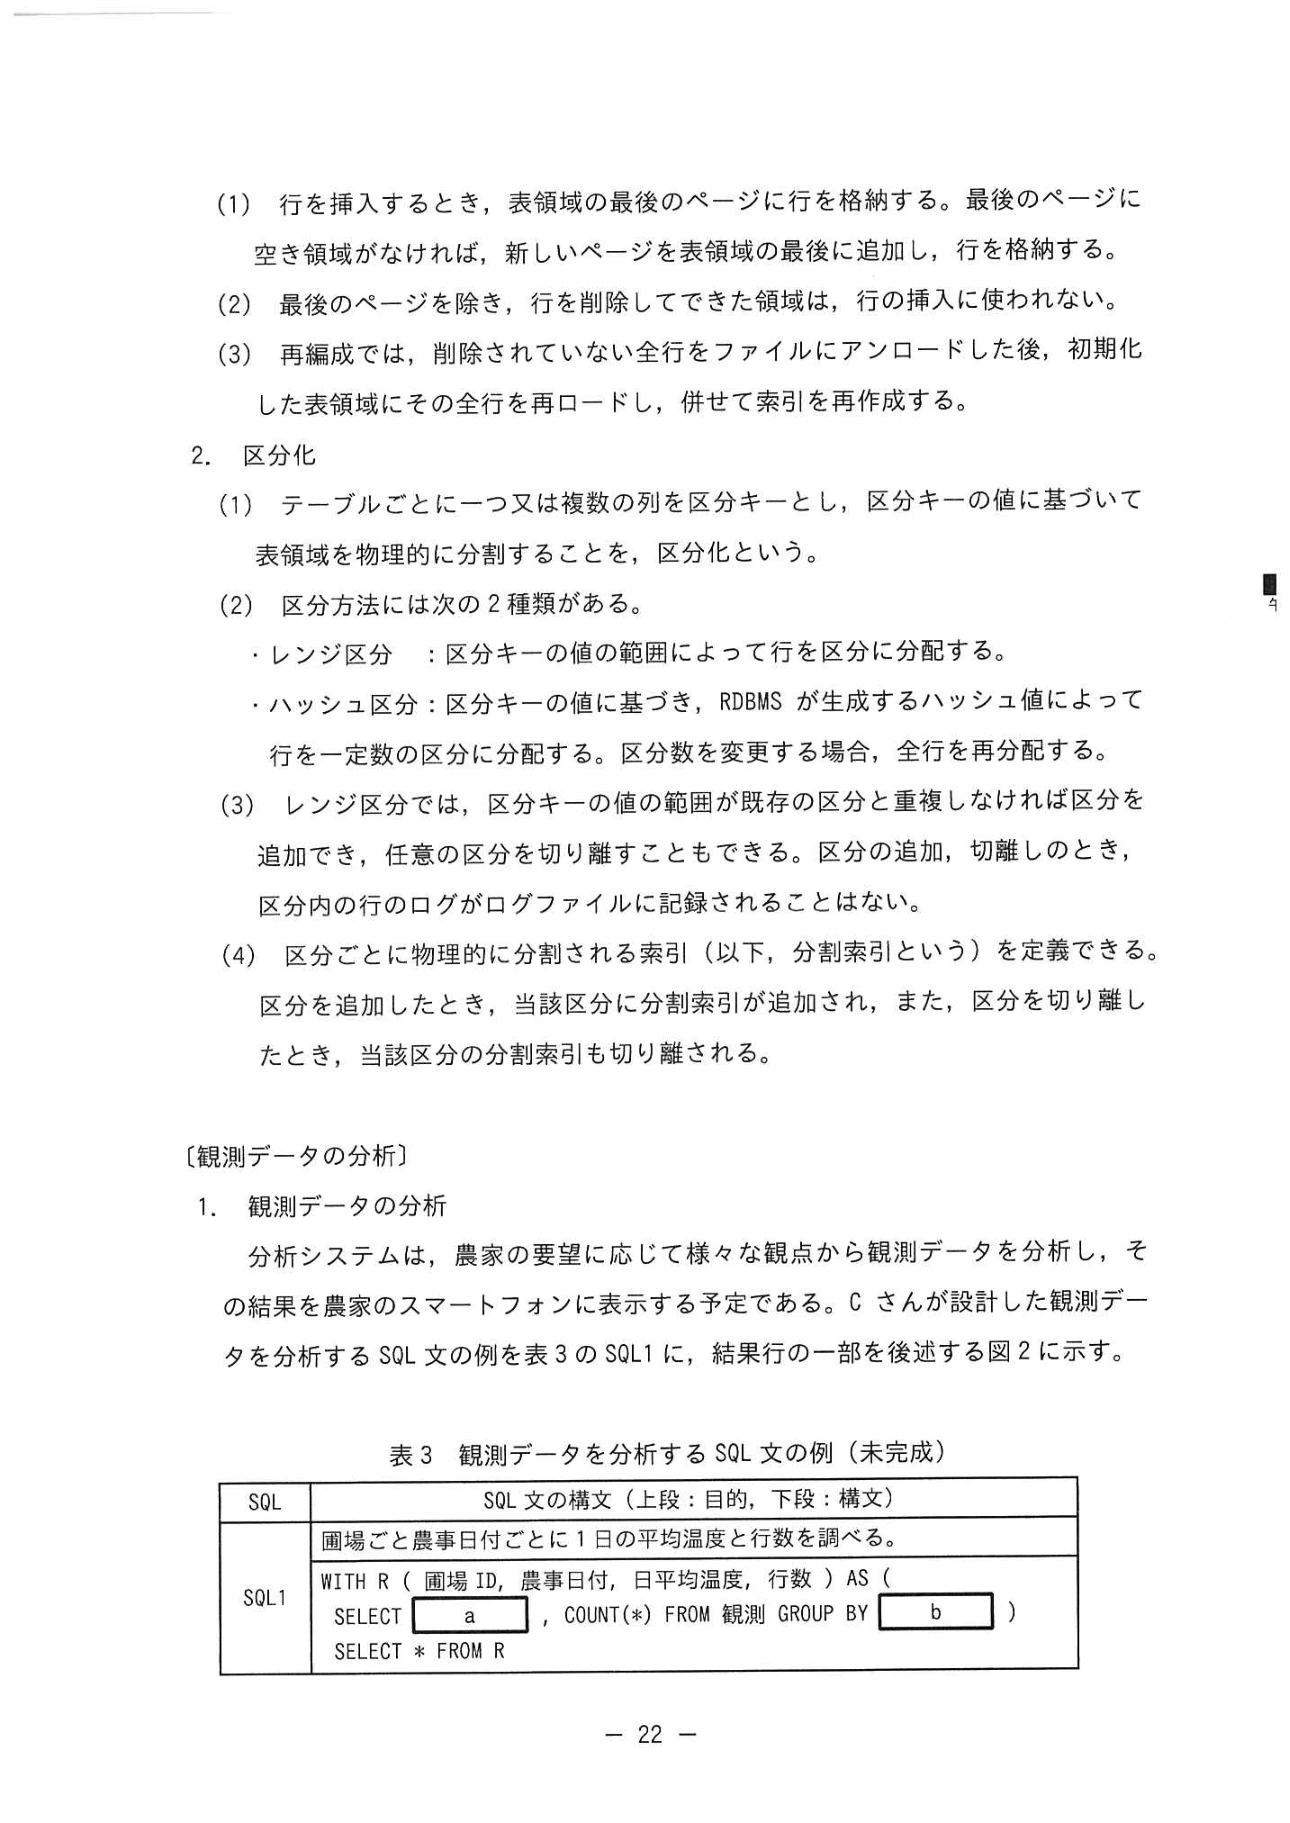 (1) 行を挿入するとき，表領域の最後のページに行を格納する。最後のページに
空き領域がなければ，新しいページを表領域の最後に追加し，行を格納する。
(2) 最後のページを除き，行を削除してできた領域は，行の挿入に使われない。
(3) 再編成では，削除されていない全行をファイルにアンロードした後，初期化
した表領域にその全行を再ロードし，併せて索引を再作成する。
2. 区分化
(1) テーブルごとに一つ又は複数の列を区分キーとし，区分キーの値に基づいて
表領域を物理的に分割することを，区分化という。
(2) 区分方法には次の2種類がある。
・レンジ区分　：区分キーの値の範囲によって行を区分に分配する。
・ハッシュ区分：区分キーの値に基づき，RDBMS が生成するハッシュ値によって
行を一定数の区分に分配する。区分数を変更する場合，全行を再分配する。
(3) レンジ区分では，区分キーの値の範囲が既存の区分と重複しなければ区分を
追加でき，任意の区分を切り離すこともできる。区分の追加，切離しのとき，
区分内の行のログがログファイルに記録されることはない。
(4) 区分ごとに物理的に分割される索引（以下，分割索引という）を定義できる。
区分を追加したとき，当該区分に分割索引が追加され，また，区分を切り離し
たとき，当該区分の分割索引も切り離される。
〔観測データの分析〕
1. 観測データの分析
分析システムは，農家の要望に応じて様々な観点から観測データを分析し，そ
の結果を農家のスマートフォンに表示する予定である。C さんが設計した観測デー
タを分析する SQL 文の例を表3の SQL1 に，結果行の一部を後述する図2に示す。
表3　観測データを分析する SQL 文の例（未完成）
SQL　SQL 文の構文（上段：目的，下段：構文）
圃場ごと農事日付ごとに1日の平均温度と行数を調べる。
SQL1
WITH R ( 圃場 ID, 農事日付, 日平均温度, 行数 ) AS (
SELECT a , COUNT(*) FROM 観測 GROUP BY b )
SELECT * FROM R
－ 22 －